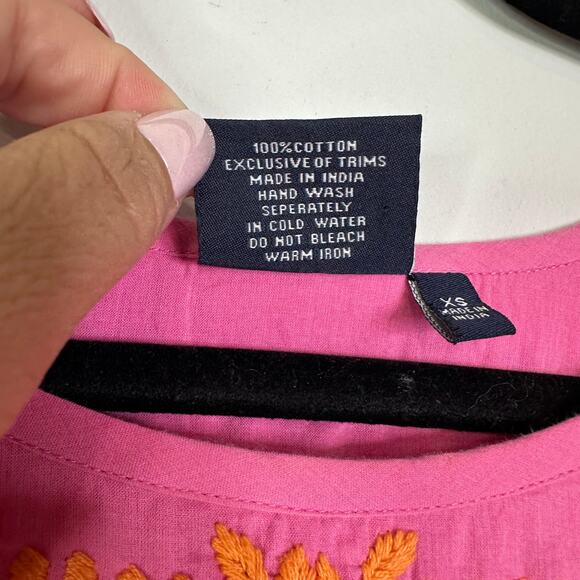 100%COTTON
EXCLUSIVE OF TRIMS
MADE IN INDIA
HAND WASH
SEPERATELY
IN COLD WATER
DO NOT BLEACH
WARM IRON
XS
MADE IN
INDIA